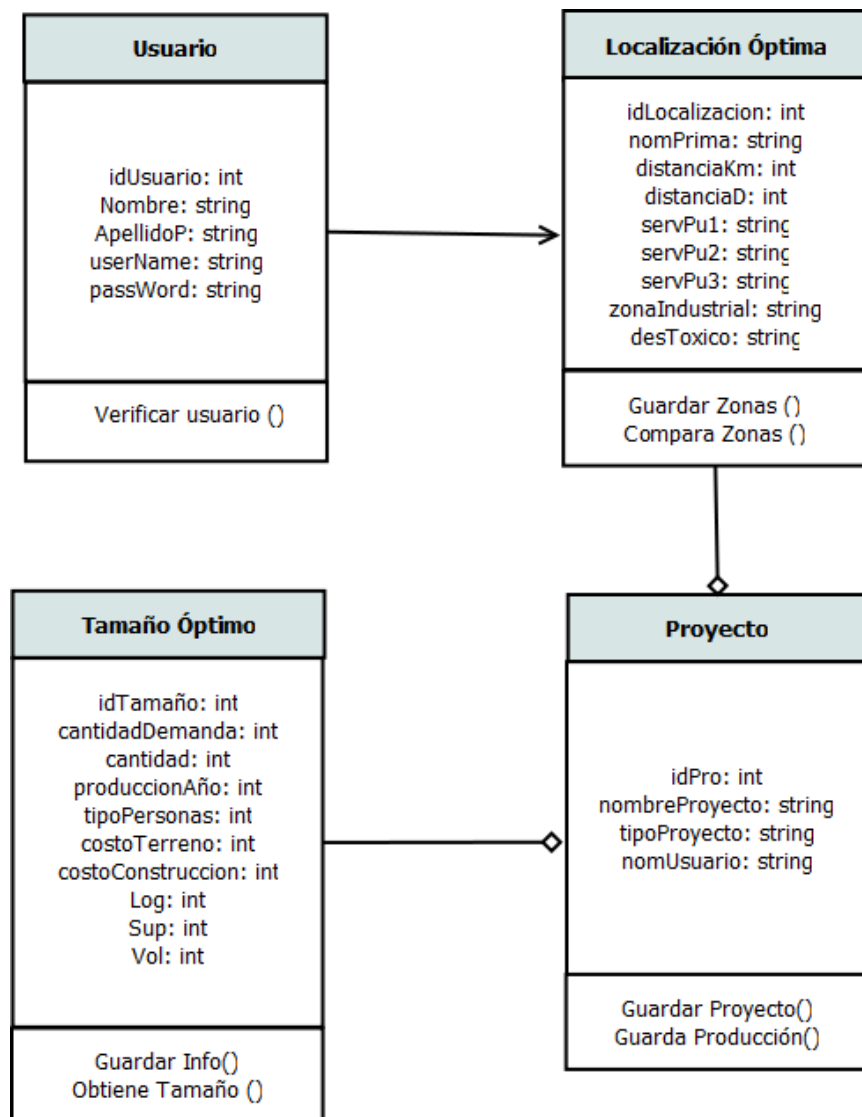 Usuario
idUsuario: int
Nombre: string
ApellidoP: string
userName: string
passWord: string
Verificar usuario ()
Localización Óptima
idLocalizacion: int
nomPrima: string
distanciaKm: int
distanciaD: int
servPu1: string
servPu2: string
servPu3: string
zonaIndustrial: string
desToxico: string
Guardar Zonas ()
Compara Zonas ()
Tamaño Óptimo
idTamaño: int
cantidadDemanda: int
cantidad: int
produccionAño: int
tipoPersonas: int
costoTerreno: int
costoConstruccion: int
Log: int
Sup: int
Vol: int
Guardar Info()
Obtiene Tamaño ()
Proyecto
idPro: int
nombreProyecto: string
tipoProyecto: string
nomUsuario: string
Guardar Proyecto()
Guarda Producción()